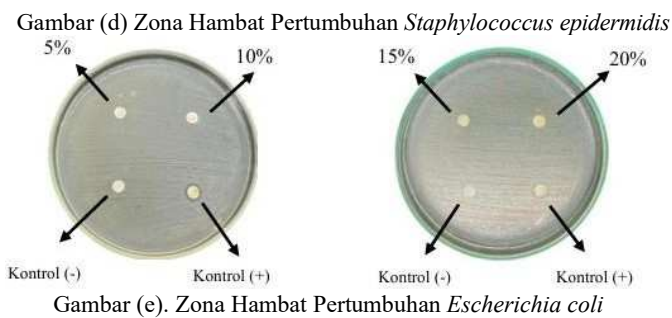 Gambar (d) Zona Hambat Pertumbuhan Staphylococcus epidermidis
5%
10%
15%
20%
Kontrol (-)
Kontrol (+)
Kontrol (-)
Kontrol (+)
Gambar (e). Zona Hambat Pertumbuhan Escherichia coli